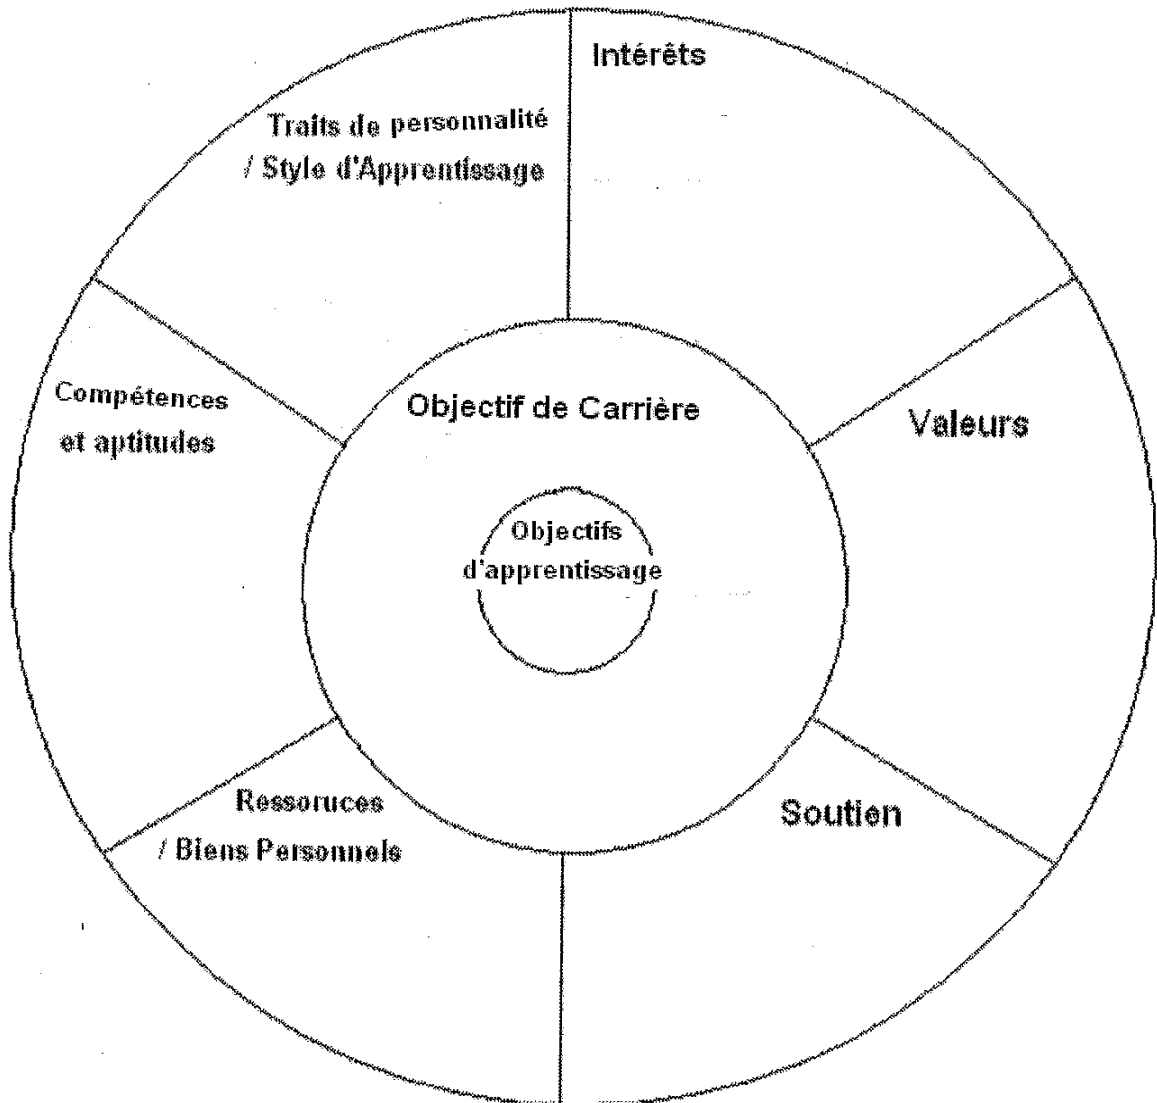 Intérêts
Traits de personnalité
/ Style d'Apprentissage
Compétences
et aptitudes
Objectif de Carrière
Valeurs
Objectifs
d'apprentissage
Ressoruces
/ Biens Personnels
Soutien